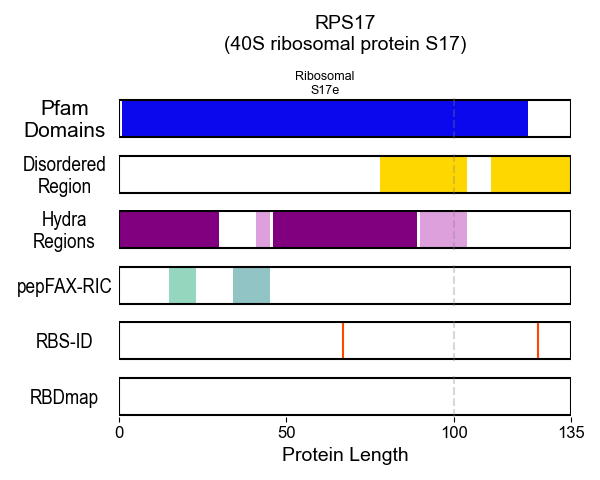 RPS17
(40S ribosomal protein S17)
Ribosomal
S17e
Pfam
Domains
Disordered
Region
Hydra
Regions
pepFAX-RIC
RBS-ID
RBDmap
0 50 100 135
Protein Length